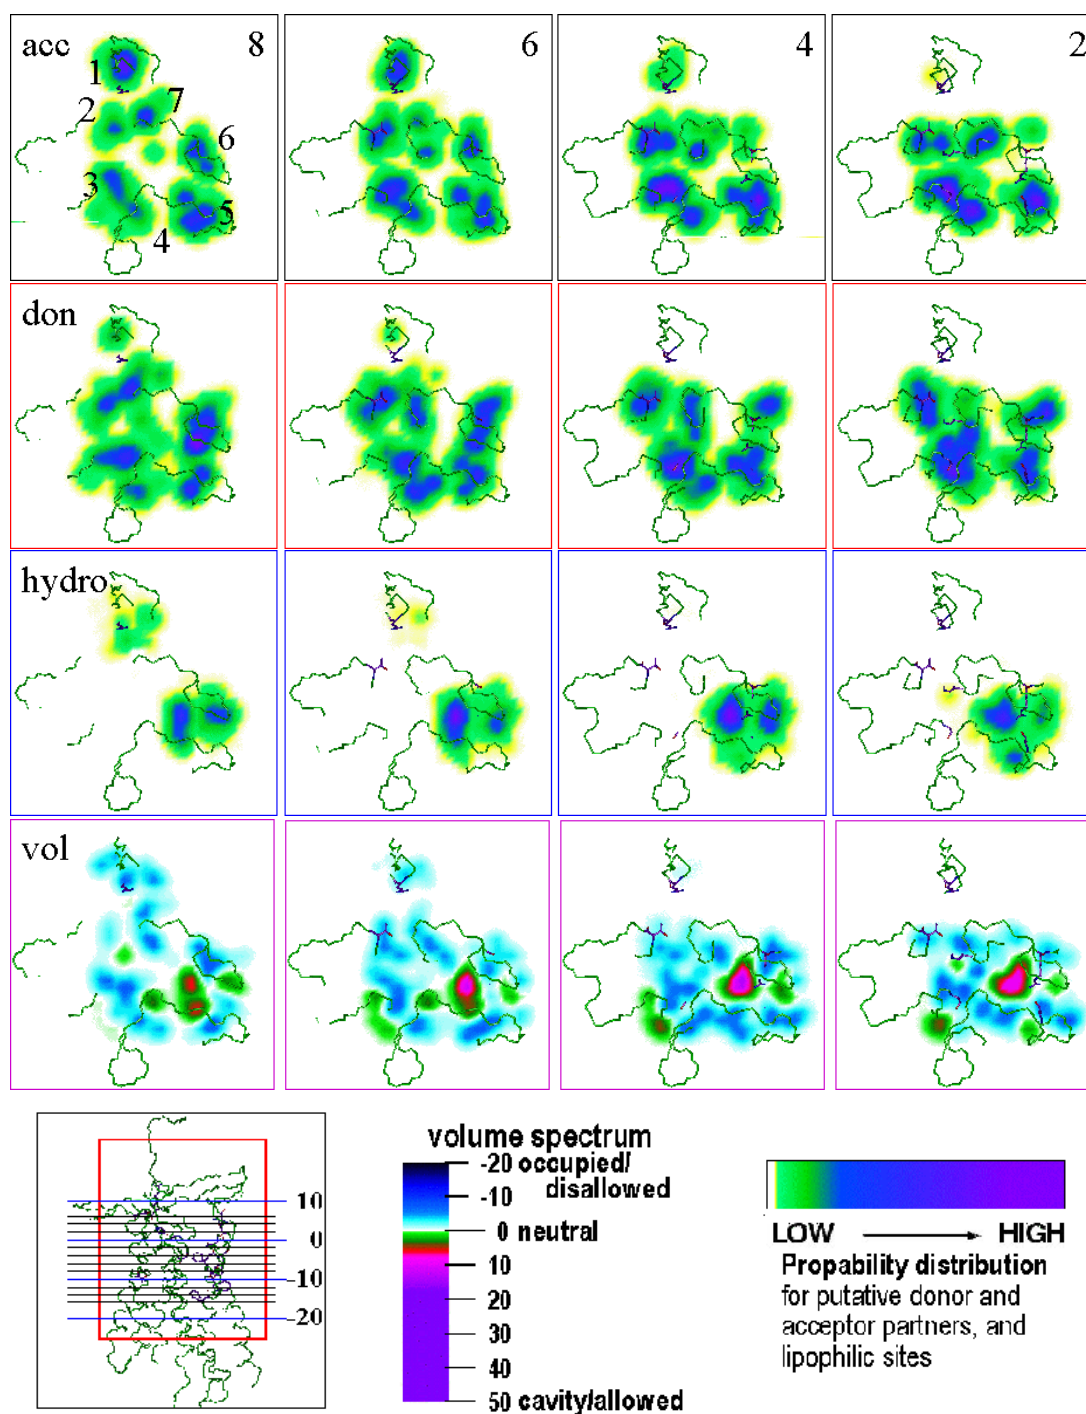 acc 8 6 4 2
1
2 7
6
3
5
4
don
hydro
vol
10
0
-10
-20
volume spectrum
-20 occupied/
disallowed
-10
0 neutral
10
20
30
40
50 cavity/allowed
LOW HIGH
Propability distribution
for putative donor and
acceptor partners, and
lipophilic sites